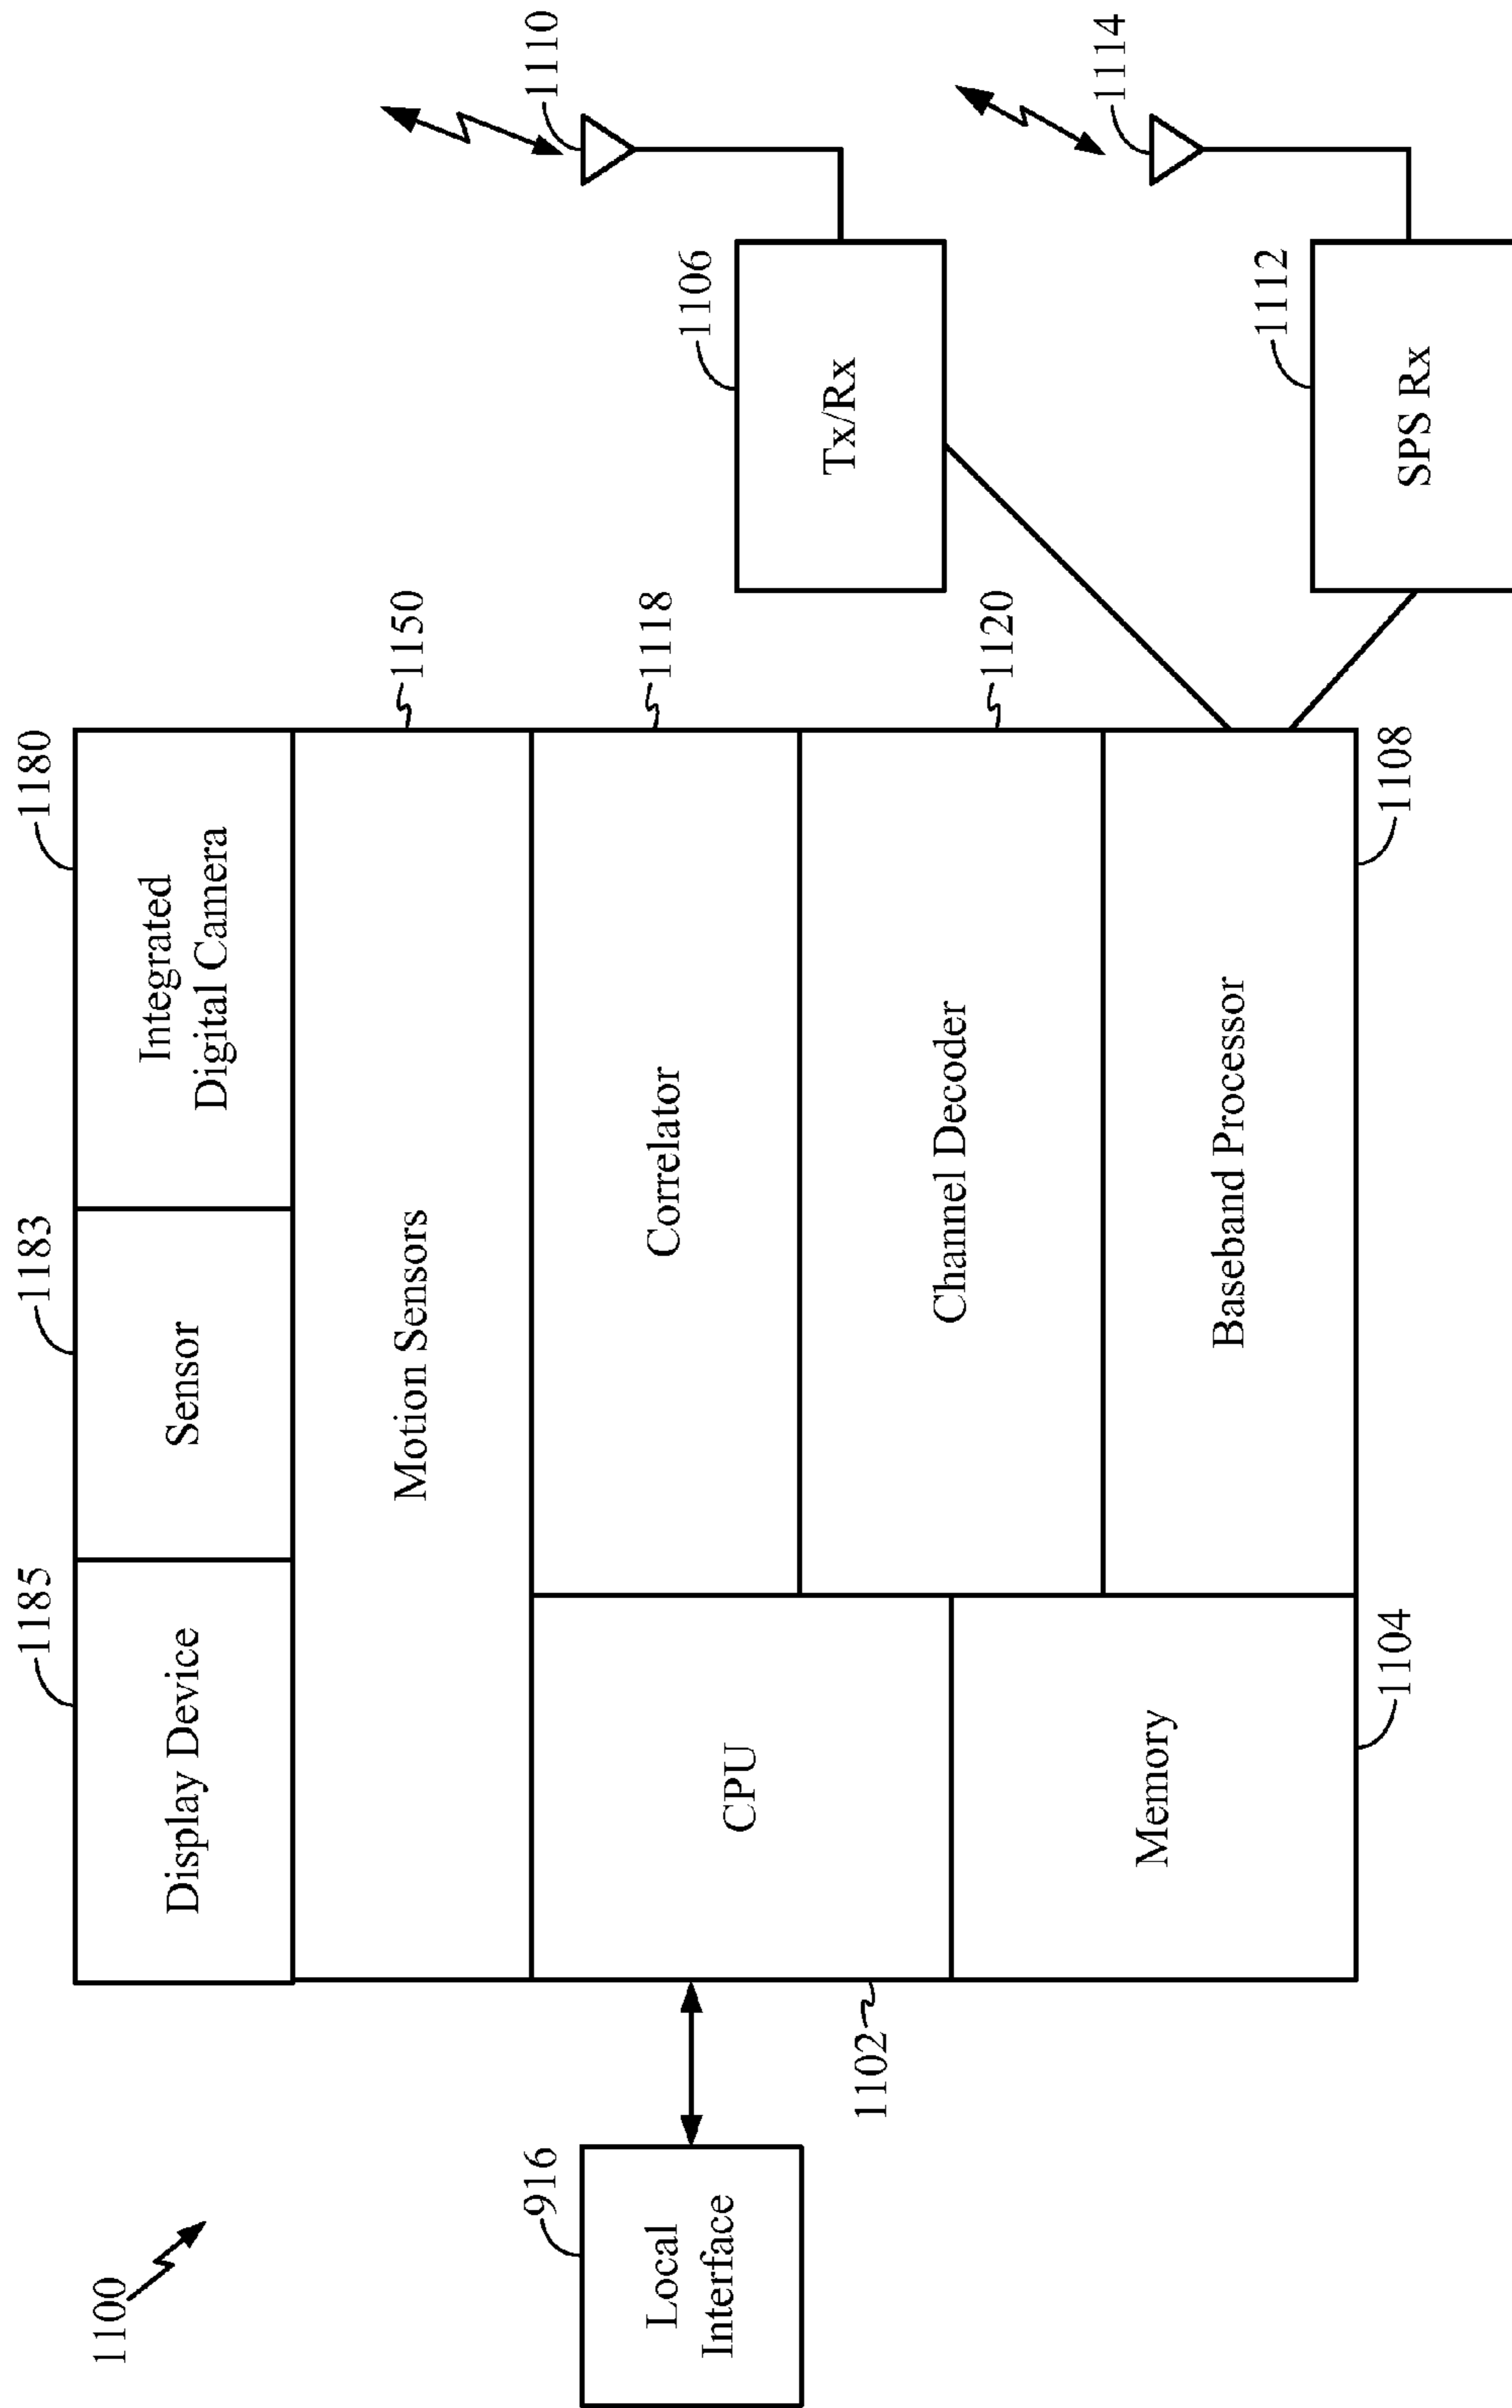 1100
1185
1183
1180
Display Device
Sensor
Integrated
Digital Camera
Motion Sensors
1150
916
Local
Interface
1102
CPU
Memory
1104
Correlator
1118
Channel Decoder
1120
Baseband Processor
1108
1106
Tx/Rx
1110
1112
SPS Rx
1114